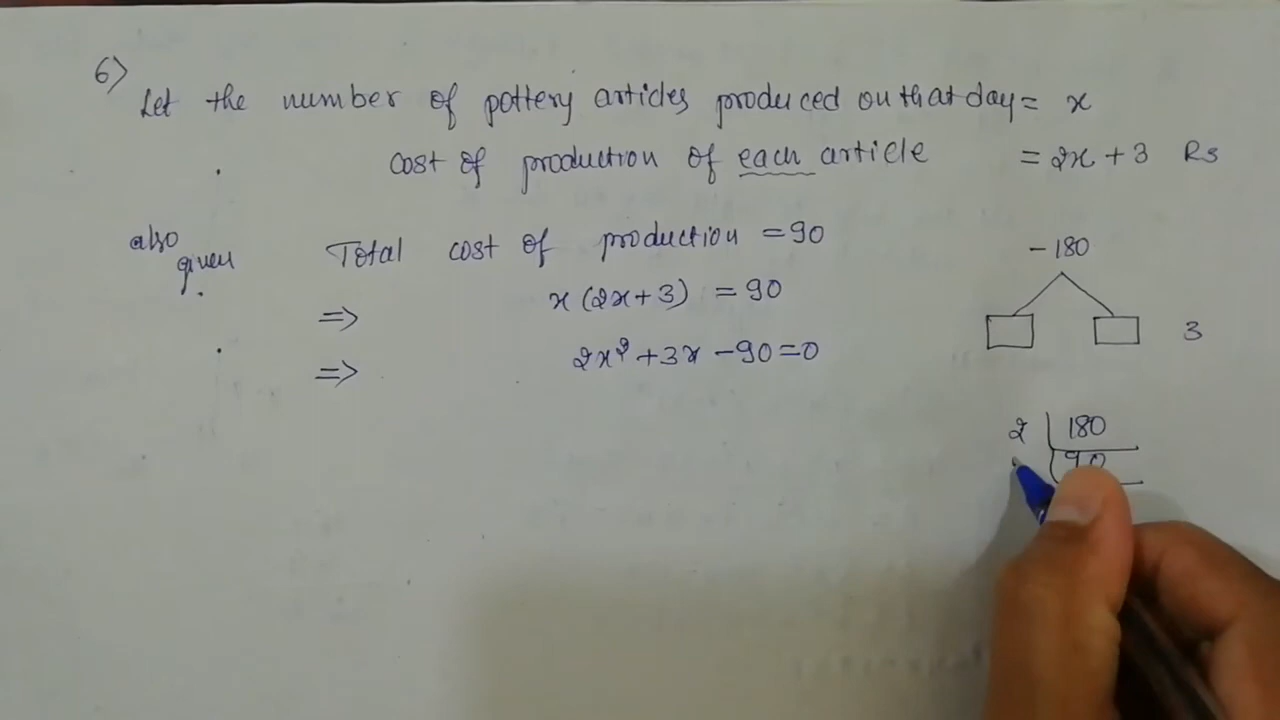 6)
Let the number of pottery articles produced on that day = x
cost of production of each article = 2x + 3 Rs
also given
Total cost of production = 90
=> x (2x + 3) = 90
=> 2x² + 3x - 90 = 0
- 180
3
2 180
90